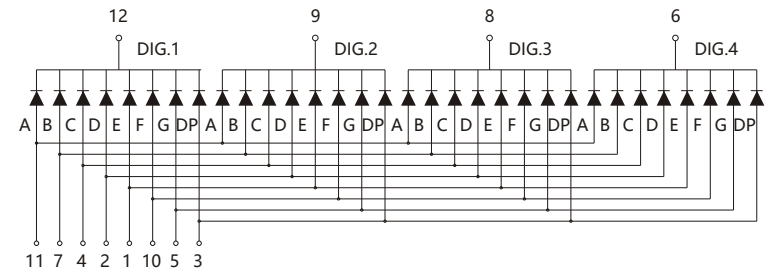 12 9 8 6
DIG.1 DIG.2 DIG.3 DIG.4
A B C D E F G DP A B C D E F G DP A B C D E F G DP A B C D E F G DP
11 7 4 2 1 10 5 3